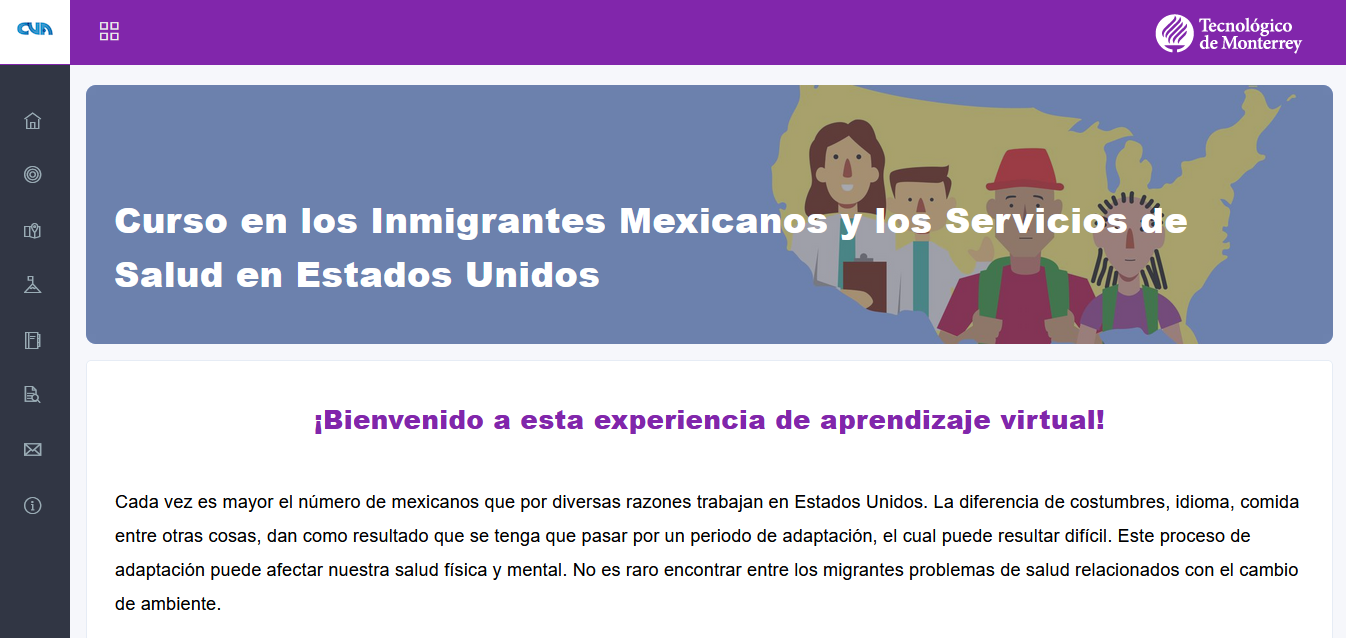 CVA
Tecnológico
de Monterrey
Curso en los Inmigrantes Mexicanos y los Servicios de
Salud en Estados Unidos
¡Bienvenido a esta experiencia de aprendizaje virtual!
Cada vez es mayor el número de mexicanos que por diversas razones trabajan en Estados Unidos. La diferencia de costumbres, idioma, comida
entre otras cosas, dan como resultado que se tenga que pasar por un periodo de adaptación, el cual puede resultar difícil. Este proceso de
adaptación puede afectar nuestra salud física y mental. No es raro encontrar entre los migrantes problemas de salud relacionados con el cambio
de ambiente.